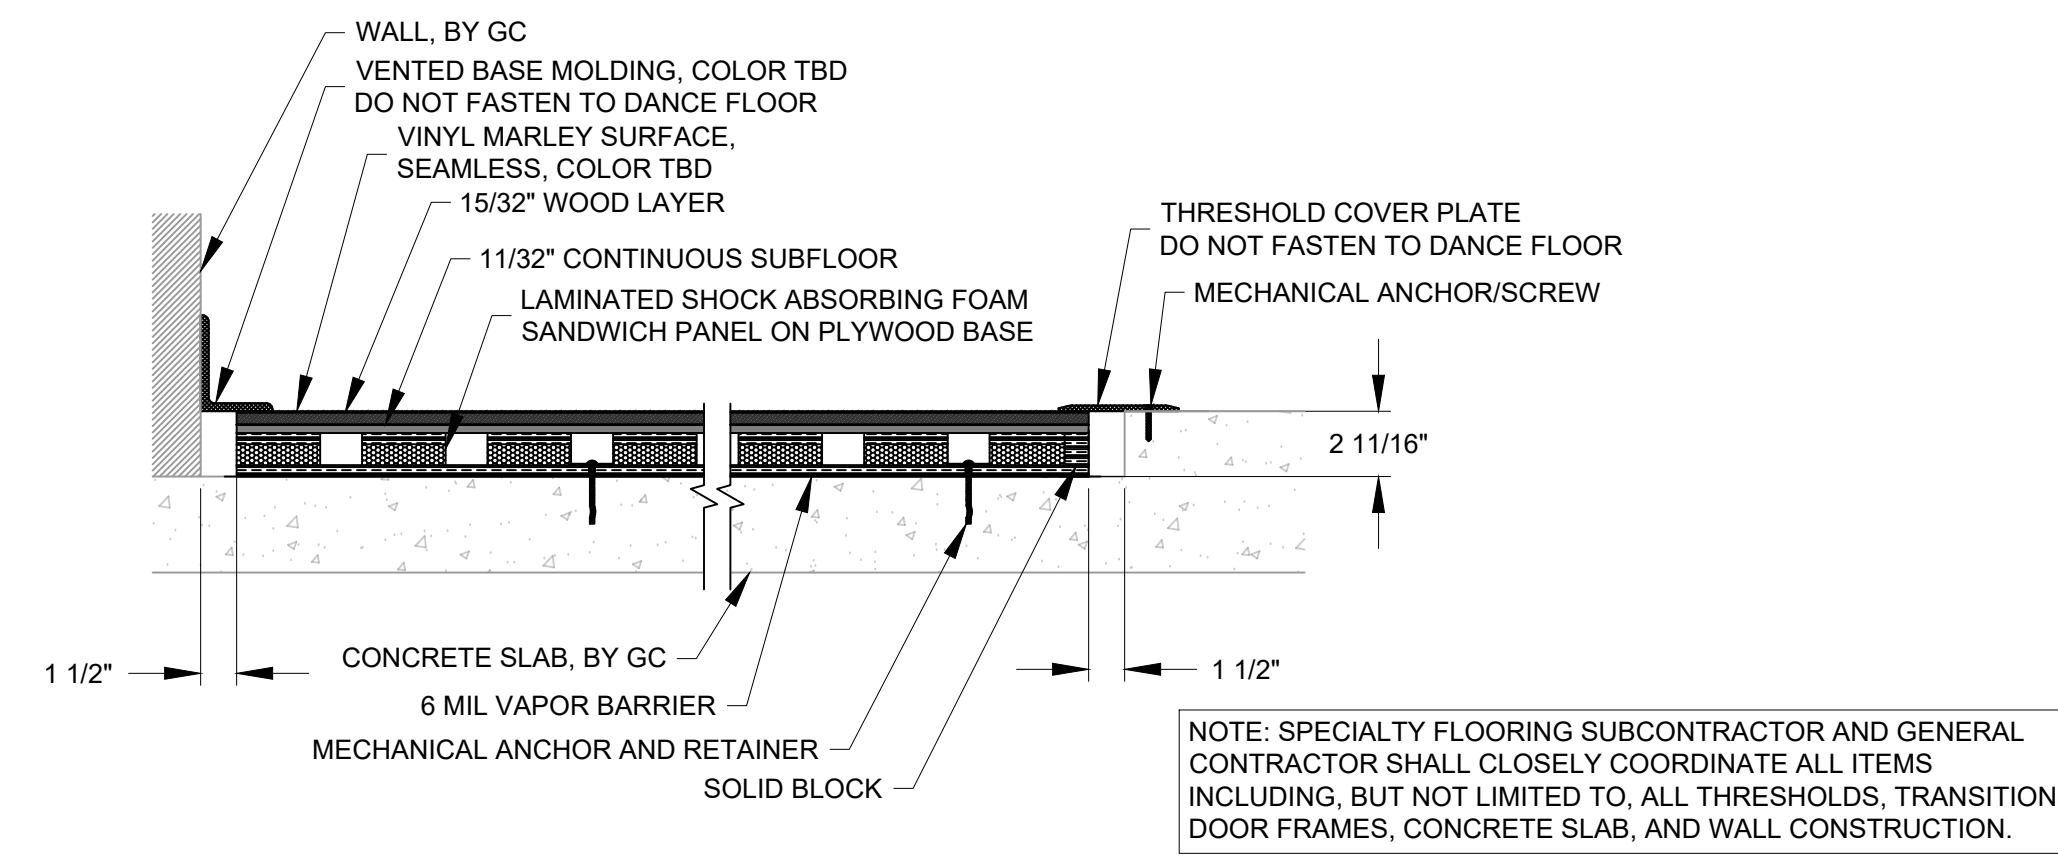 WALL, BY GC
VENTED BASE MOLDING, COLOR TBD
DO NOT FASTEN TO DANCE FLOOR
VINYL MARLEY SURFACE,
SEAMLESS, COLOR TBD
15/32" WOOD LAYER
11/32" CONTINUOUS SUBFLOOR
LAMINATED SHOCK ABSORBING FOAM
SANDWICH PANEL ON PLYWOOD BASE
THRESHOLD COVER PLATE
DO NOT FASTEN TO DANCE FLOOR
MECHANICAL ANCHOR/SCREW
2 11/16"
1 1/2"
CONCRETE SLAB, BY GC
6 MIL VAPOR BARRIER
MECHANICAL ANCHOR AND RETAINER
SOLID BLOCK
1 1/2"
NOTE: SPECIALTY FLOORING SUBCONTRACTOR AND GENERAL
CONTRACTOR SHALL CLOSELY COORDINATE ALL ITEMS
INCLUDING, BUT NOT LIMITED TO, ALL THRESHOLDS, TRANSITION
DOOR FRAMES, CONCRETE SLAB, AND WALL CONSTRUCTION.